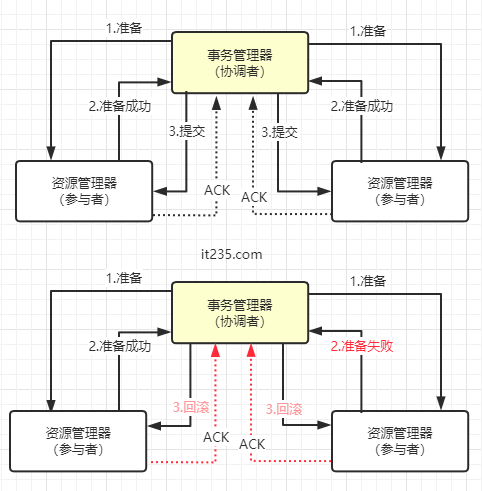 1.准备
1.准备
事务管理器
(协调者)
2.准备成功
2.准备成功
3.提交
3.提交
资源管理器
(参与者)
ACK
ACK
资源管理器
(参与者)
it235.com
1.准备
1.准备
事务管理器
(协调者)
2.准备成功
2.准备失败
3.回滚
3.回滚
资源管理器
(参与者)
ACK
ACK
资源管理器
(参与者)